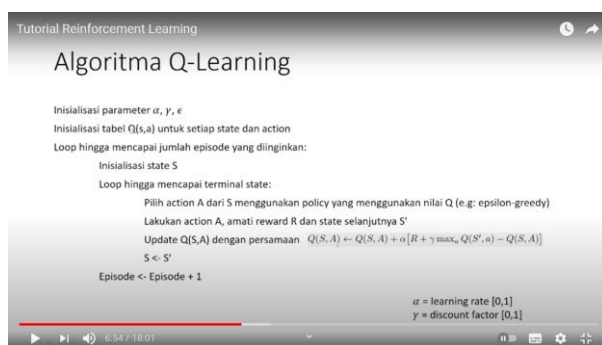 Tutorial Reinforcement Learning
Algoritma Q-Learning
Inisialisasi parameter α, γ, ϵ
Inisialisasi tabel Q(s,a) untuk setiap state dan action
Loop hingga mencapai jumlah episode yang diinginkan:
Inisialisasi state S
Loop hingga mencapai terminal state:
Pilih action A dari S menggunakan policy yang menggunakan nilai Q (e.g: epsilon-greedy)
Lakukan action A, amati reward R dan state selanjutnya S'
Update Q(S,A) dengan persamaan Q(S, A) ← Q(S, A) + α[R + γ maxₐ Q(S', a) − Q(S, A)]
S <- S'
Episode <- Episode + 1
α = learning rate [0,1]
γ = discount factor [0,1]
6:54 / 18:01